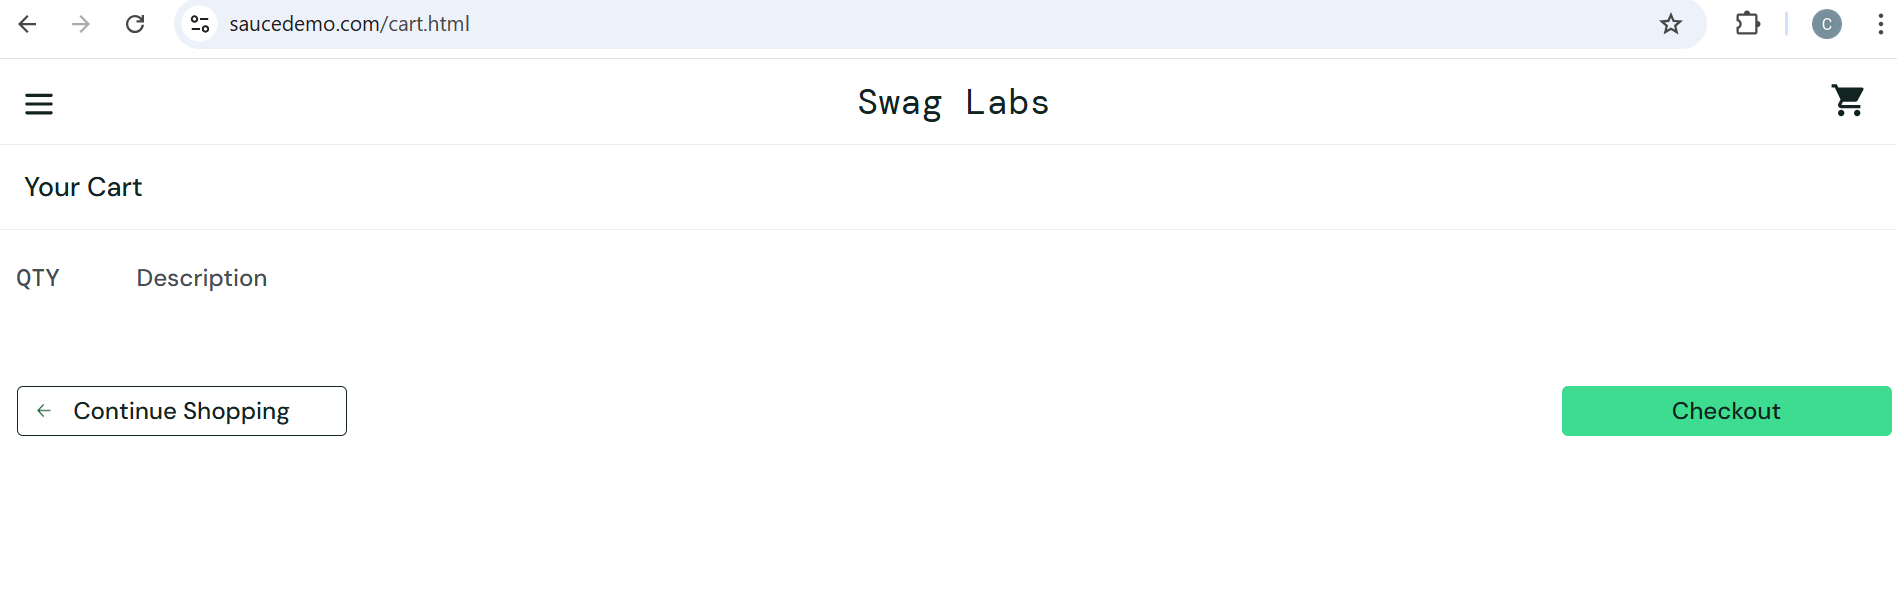 saucedemo.com/cart.html
C
Swag Labs
Your Cart
QTY Description
Continue Shopping Checkout